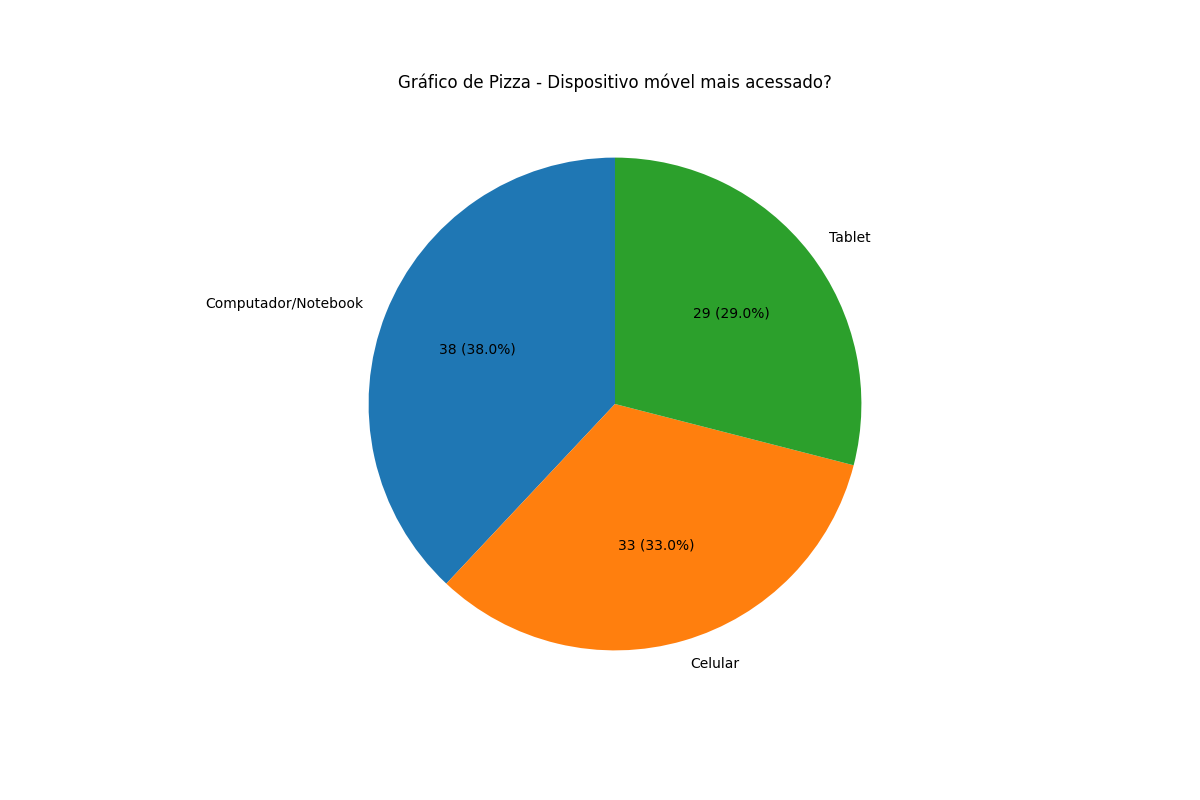 Gráfico de Pizza - Dispositivo móvel mais acessado?
Tablet
Computador/Notebook
29 (29.0%)
38 (38.0%)
33 (33.0%)
Celular